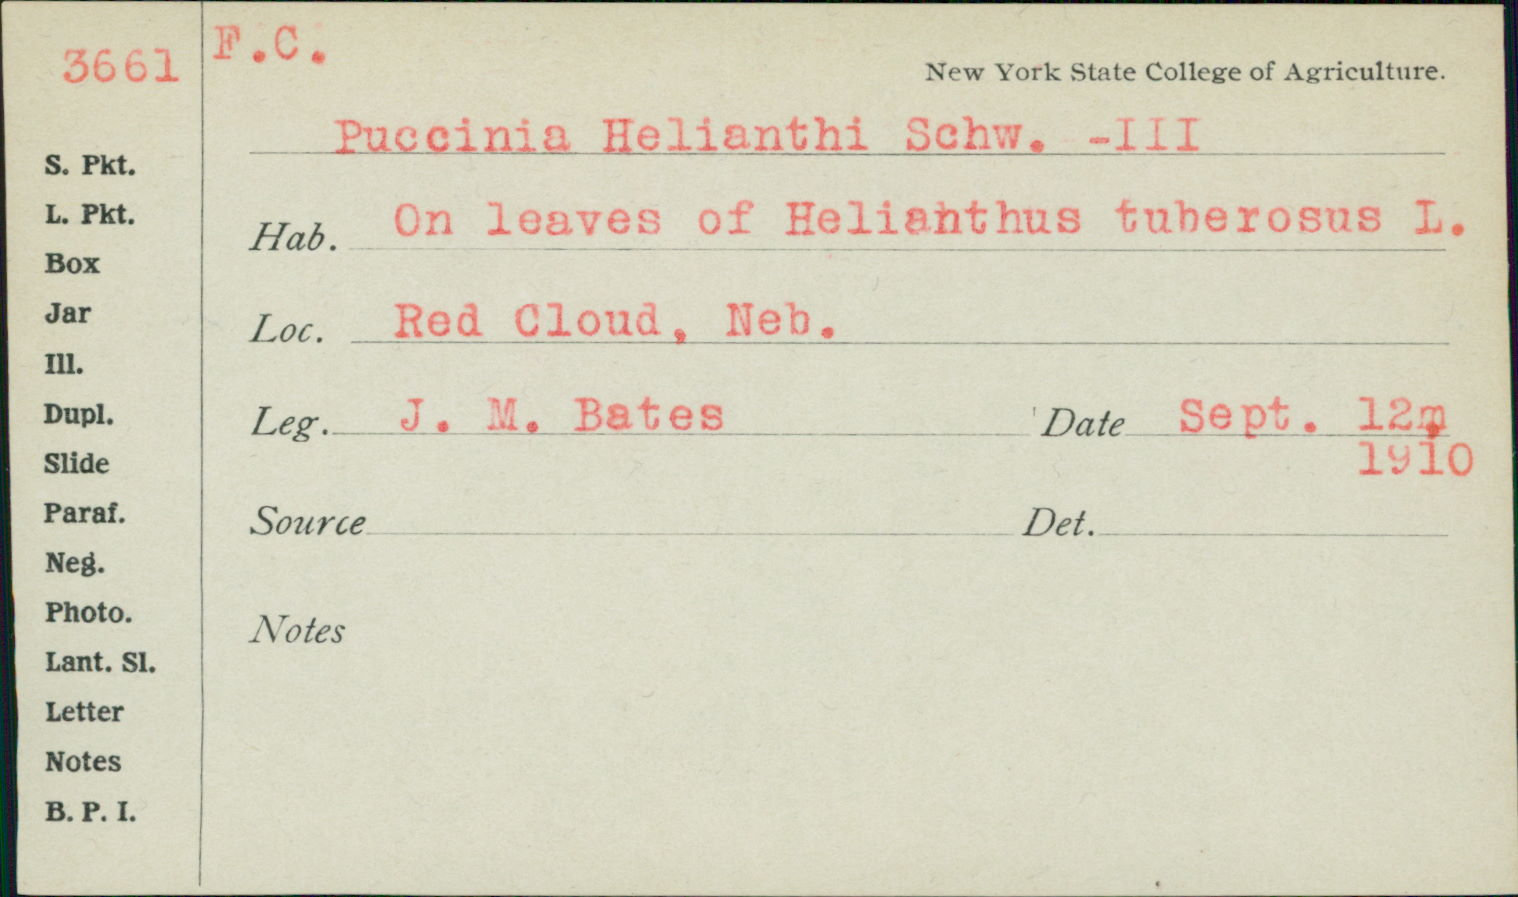 3661
F.C.
New York State College of Agriculture.
Puccinia Helianthi Schw. -III
Hab. On leaves of Helianthus tuberosus L.
Loc. Red Cloud, Neb.
Leg. J. M. Bates Date Sept. 12,
1910
Source Det.
Notes
S. Pkt.
L. Pkt.
Box
Jar
Ill.
Dupl.
Slide
Paraf.
Neg.
Photo.
Lant. Sl.
Letter
Notes
B. P. I.